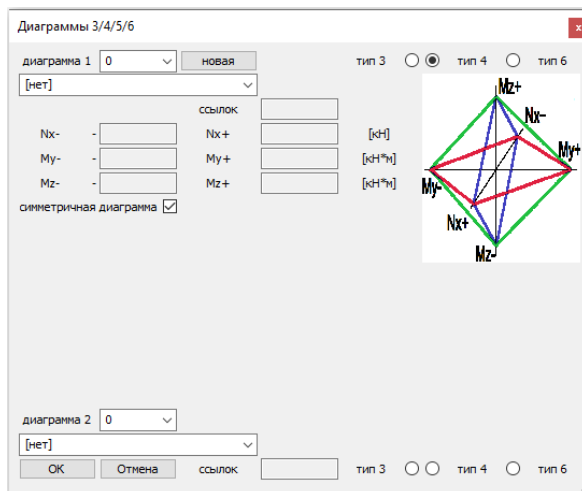 Диаграммы 3/4/5/6 x
диаграмма 1 0 новая тип 3 тип 4 тип 6
[нет]
ссылок
Nx- - Nx+ [кН]
My- - My+ [кН*м]
Mz- - Mz+ [кН*м]
симметричная диаграмма
Mz+
Nx-
My+
My-
Nx+
Mz-
диаграмма 2 0
[нет]
ОК Отмена ссылок тип 3 тип 4 тип 6